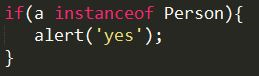 if(a instanceof Person){
    alert('yes');
}